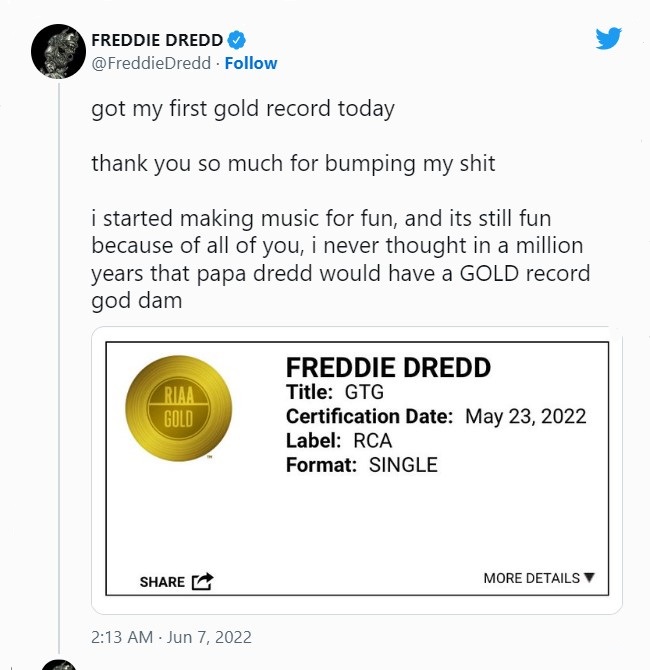 FREDDIE DREDD
@FreddieDredd · Follow
got my first gold record today
thank you so much for bumping my shit
i started making music for fun, and its still fun
because of all of you, i never thought in a million
years that papa dredd would have a GOLD record
god dam
RIAA
GOLD
™
FREDDIE DREDD
Title: GTG
Certification Date: May 23, 2022
Label: RCA
Format: SINGLE
SHARE
MORE DETAILS ▼
2:13 AM · Jun 7, 2022